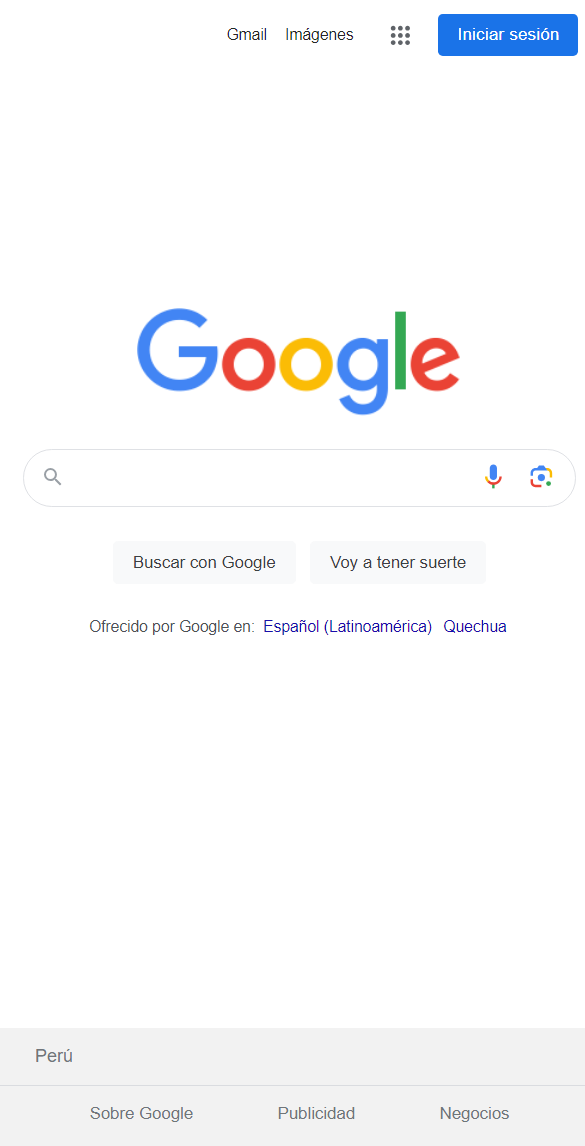 Gmail Imágenes Iniciar sesión
Google
Buscar con Google Voy a tener suerte
Ofrecido por Google en: Español (Latinoamérica) Quechua
Perú
Sobre Google Publicidad Negocios